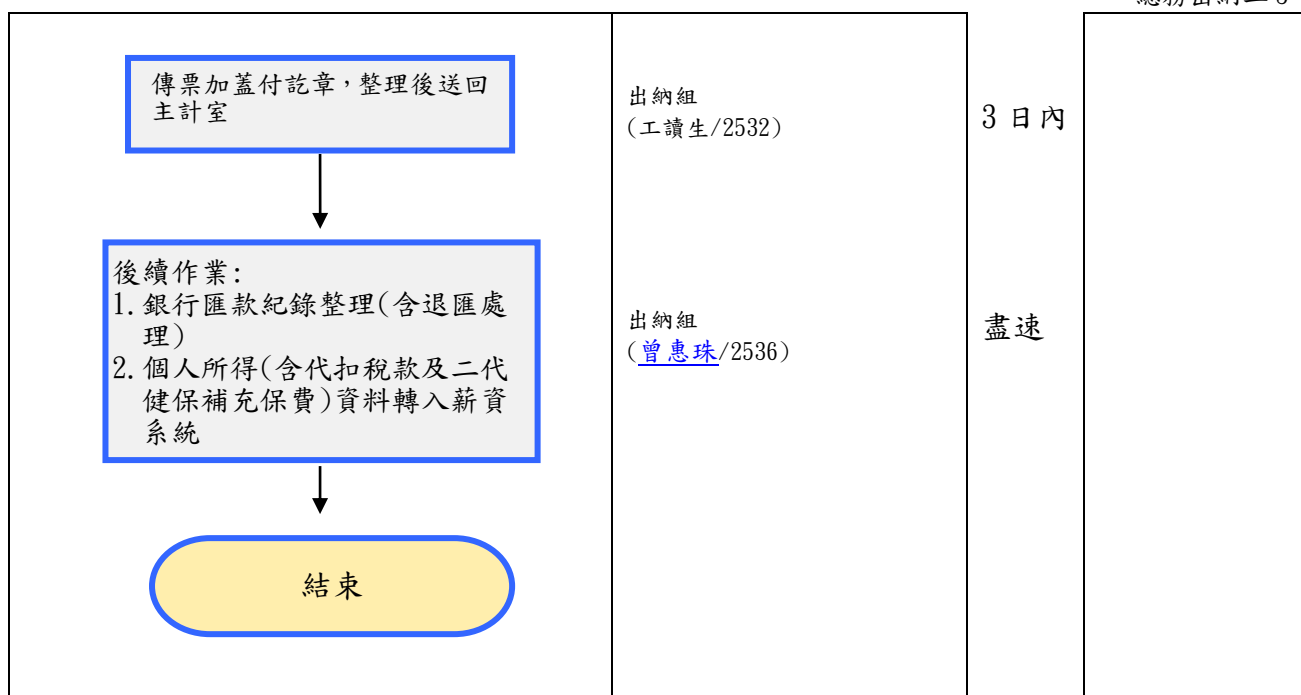 傳票加蓋付訖章，整理後送回
主計室
出納組
(工讀生/2532)
3 日內
後續作業:
1. 銀行匯款紀錄整理(含退匯處
理)
2. 個人所得(含代扣稅款及二代
健保補充保費)資料轉入薪資
系統
出納組
(曾惠珠/2536)
盡速
結束